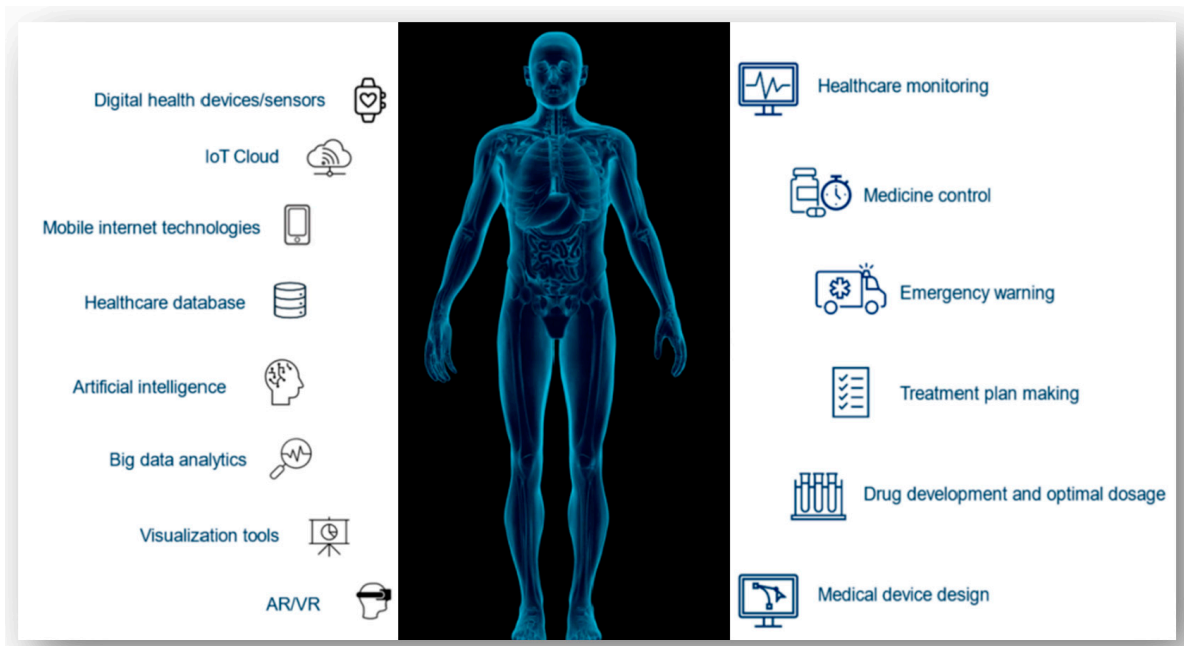 Digital health devices/sensors
IoT Cloud
Mobile internet technologies
Healthcare database
Artificial intelligence
Big data analytics
Visualization tools
AR/VR
Healthcare monitoring
Medicine control
Emergency warning
Treatment plan making
Drug development and optimal dosage
Medical device design